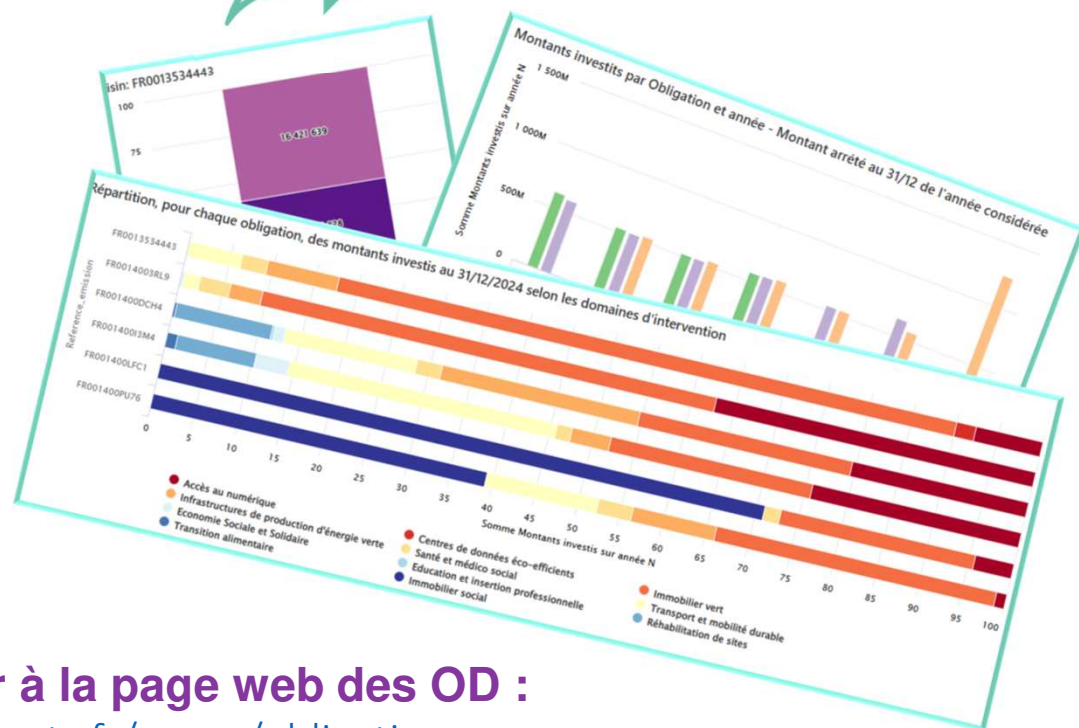 isin: FR0013534443
100
75
16 421 639
Montants investits par Obligation et année - Montant arrété au 31/12 de l'année considérée
Somme Montants investis sur année N
1 500M
1 000M
500M
0
Répartition, pour chaque obligation, des montants investis au 31/12/2024 selon les domaines d'intervention
Reference_emission
FR0013534443
FR0014003RL9
FR001400DCH4
FR001400I3M4
FR001400LFC1
FR001400PU76
0 5 10 15 20 25 30 35 40 45 50 55 60 65 70 75 80 85 90 95 100
Somme Montants investis sur année N
Accès au numérique
Infrastructures de production d'énergie verte
Economie Sociale et Solidaire
Transition alimentaire
Centres de données éco-efficients
Santé et médico social
Education et insertion professionnelle
Immobilier social
Immobilier vert
Transport et mobilité durable
Réhabilitation de sites
à la page web des OD :